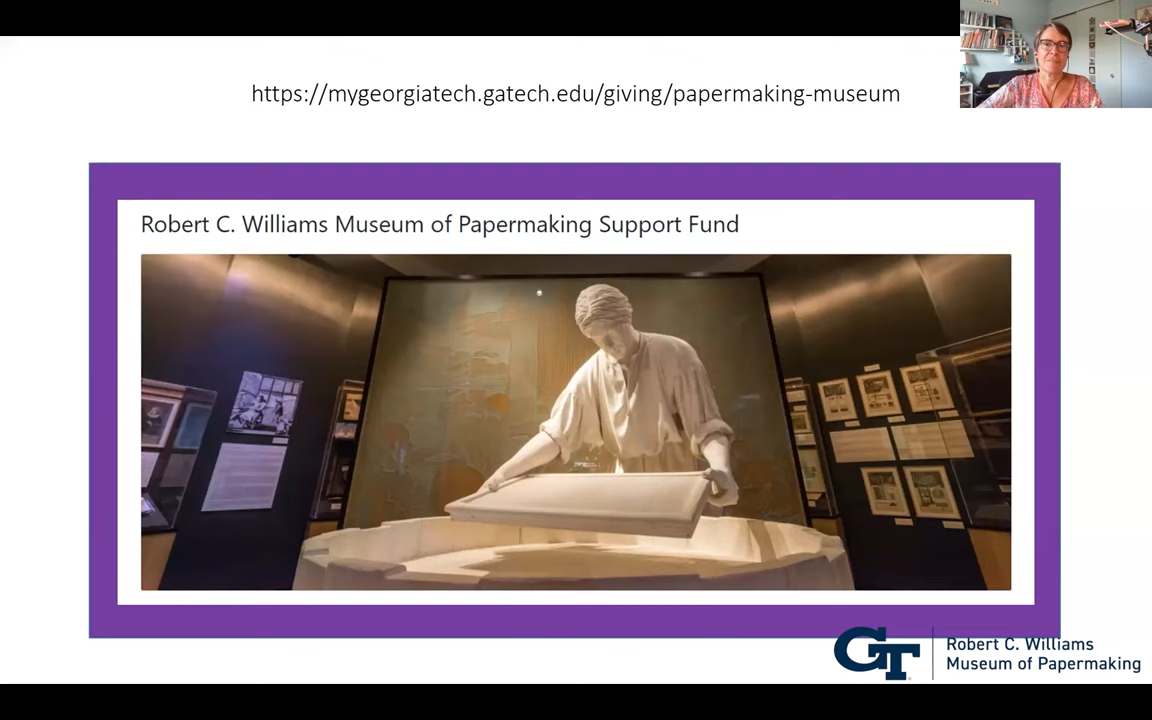 https://mygeorgiatech.gatech.edu/giving/papermaking-museum
Robert C. Williams Museum of Papermaking Support Fund
GT
Robert C. Williams
Museum of Papermaking